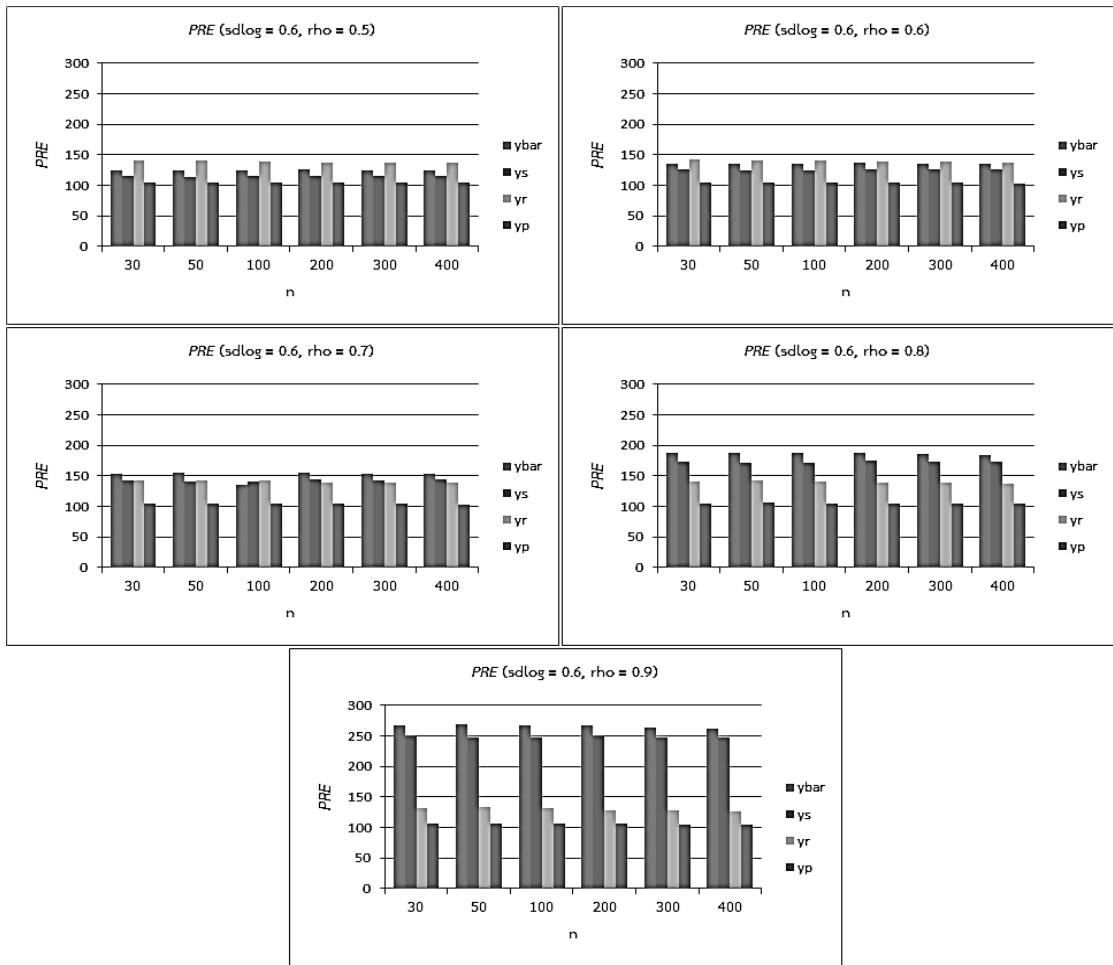 PRE (sdlog = 0.6, rho = 0.5)
300
250
200
150
100
50
0
PRE
30 50 100 200 300 400
n
ybar
ys
yr
yp
PRE (sdlog = 0.6, rho = 0.6)
300
250
200
150
100
50
0
PRE
30 50 100 200 300 400
n
ybar
ys
yr
yp
PRE (sdlog = 0.6, rho = 0.7)
300
250
200
150
100
50
0
PRE
30 50 100 200 300 400
n
ybar
ys
yr
yp
PRE (sdlog = 0.6, rho = 0.8)
300
250
200
150
100
50
0
PRE
30 50 100 200 300 400
n
ybar
ys
yr
yp
PRE (sdlog = 0.6, rho = 0.9)
300
250
200
150
100
50
0
PRE
30 50 100 200 300 400
n
ybar
ys
yr
yp